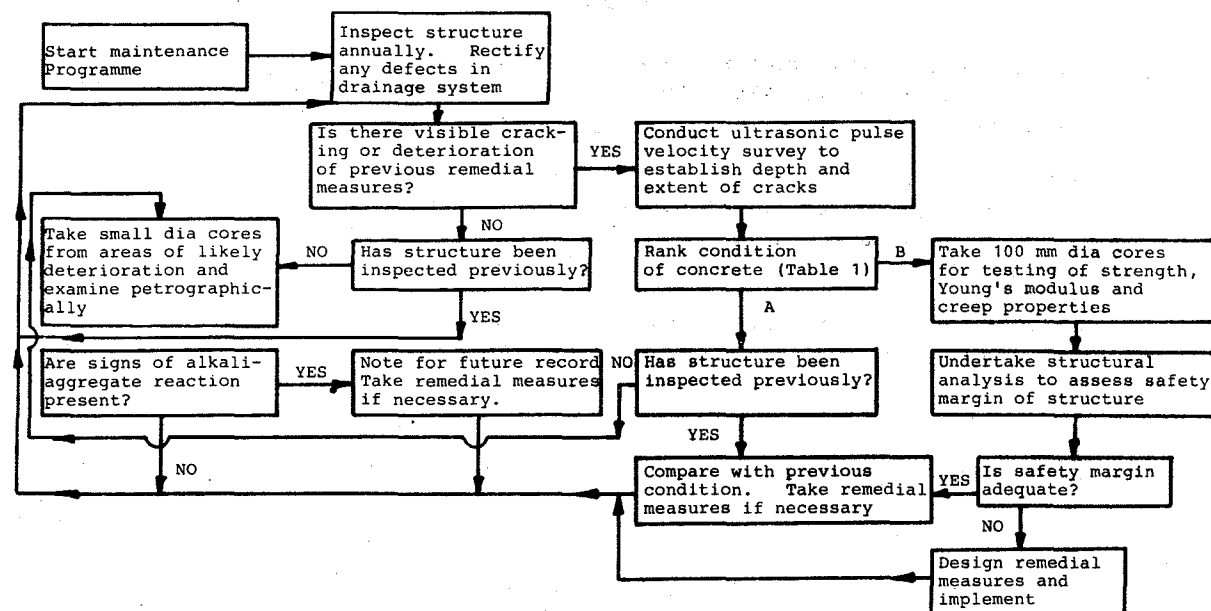 Start maintenance
Programme
Inspect structure
annually. Rectify
any defects in
drainage system
Is there visible crack-
ing or deterioration
of previous remedial
measures?
YES
Conduct ultrasonic pulse
velocity survey to
establish depth and
extent of cracks
NO
Take small dia cores
from areas of likely
deterioration and
examine petrographic-
ally
NO
Has structure been
inspected previously?
YES
Rank condition
of concrete (Table 1)
B
A
Take 100 mm dia cores
for testing of strength,
Young's modulus and
creep properties
Are signs of alkali-
aggregate reaction
present?
YES
NO
Note for future record
Take remedial measures
if necessary.
NO
Has structure been
inspected previously?
YES
Undertake structural
analysis to assess safety
margin of structure
Compare with previous
condition. Take remedial
measures if necessary
YES
Is safety margin
adequate?
NO
Design remedial
measures and
implement